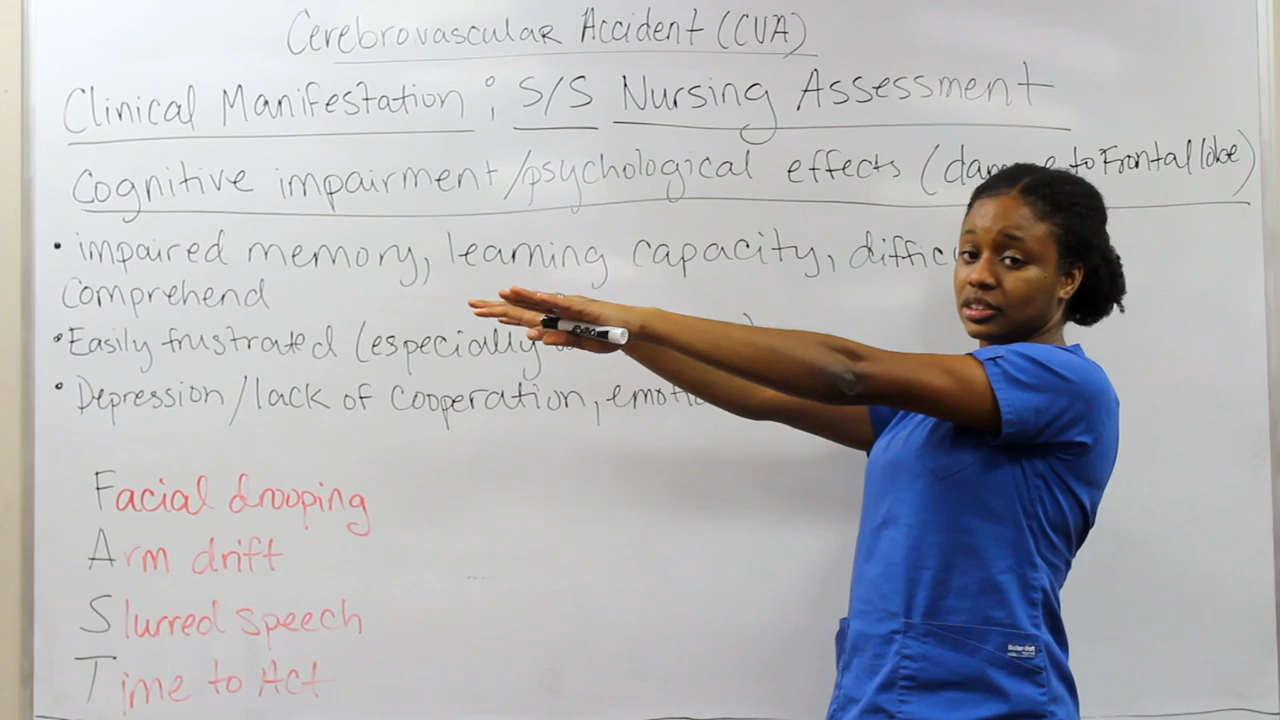 Cerebrovascular Accident (CVA)
Clinical Manifestation; S/S Nursing Assessment
Cognitive impairment/psychological effects ( to Frontal lobe)
• impaired memory, learning capacity,
Comprehend
• Easily frustrated (especially
• Depression/lack of cooperation,
Facial drooping
Arm drift
Slurred speech
Time to Act
EXPO